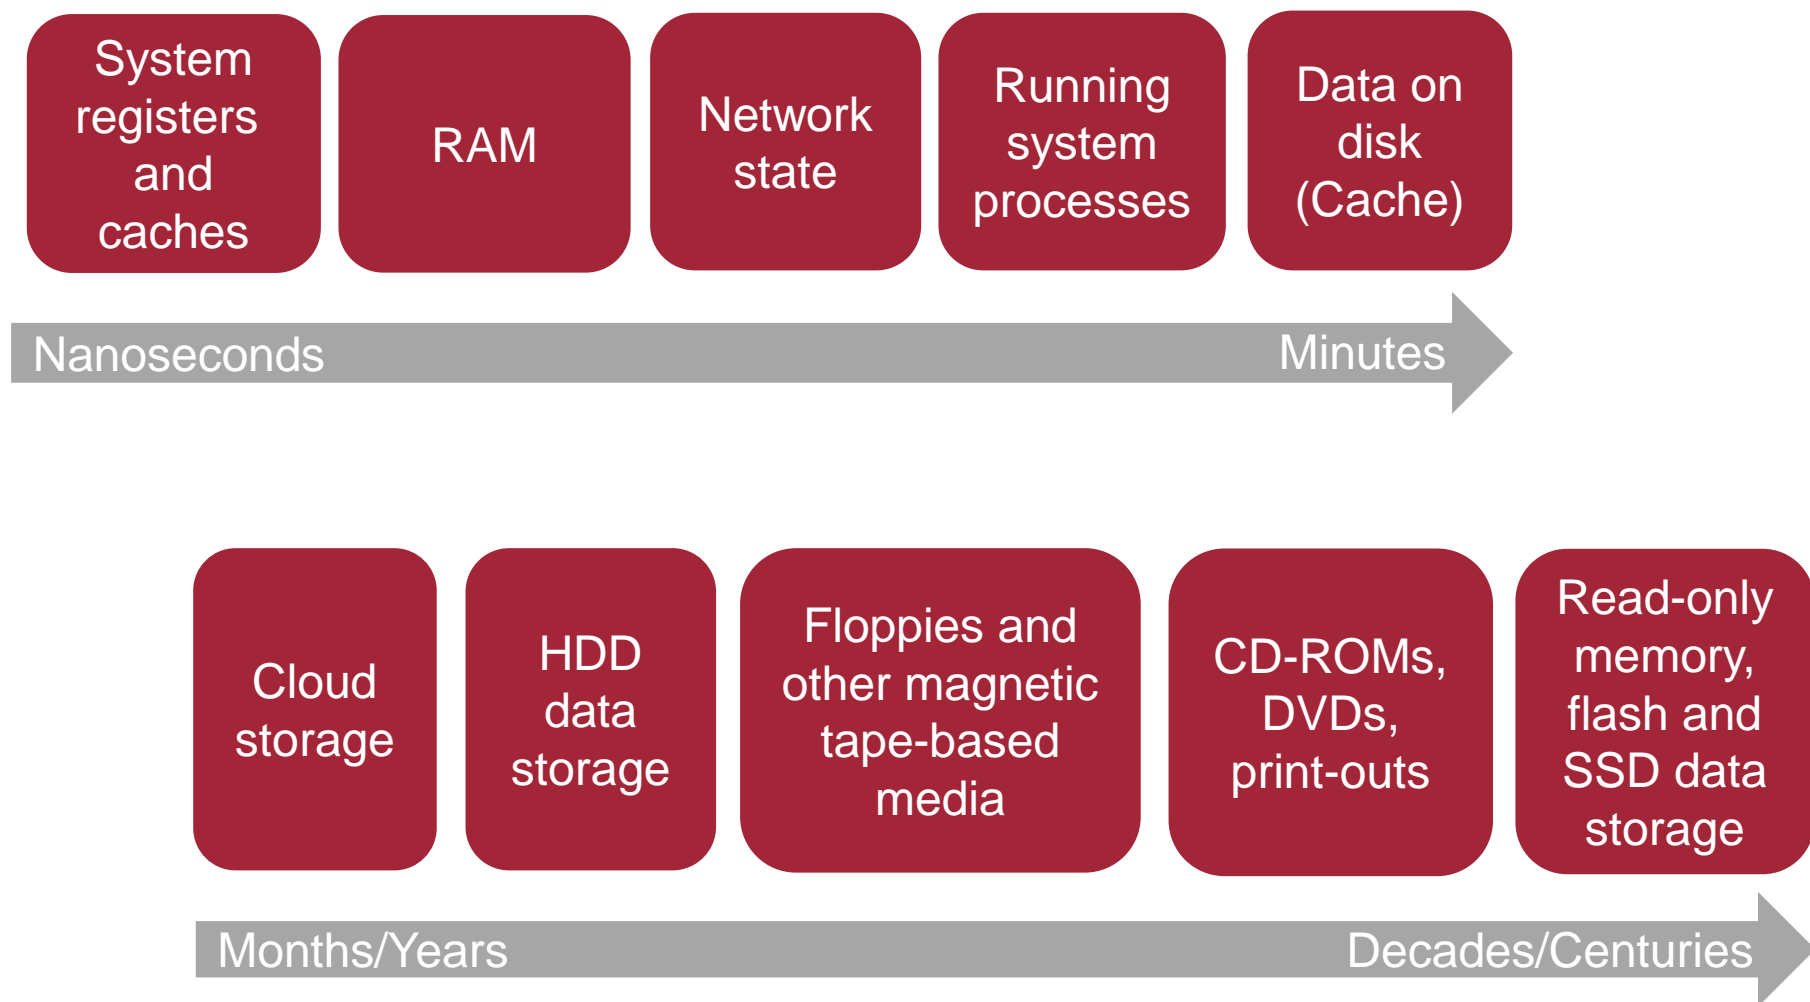 System
registers
and
caches
RAM
Network
state
Running
system
processes
Data on
disk
(Cache)
Nanoseconds
Minutes
Cloud
storage
HDD
data
storage
Floppies and
other magnetic
tape-based
media
CD-ROMs,
DVDs,
print-outs
Read-only
memory,
flash and
SSD data
storage
Months/Years
Decades/Centuries